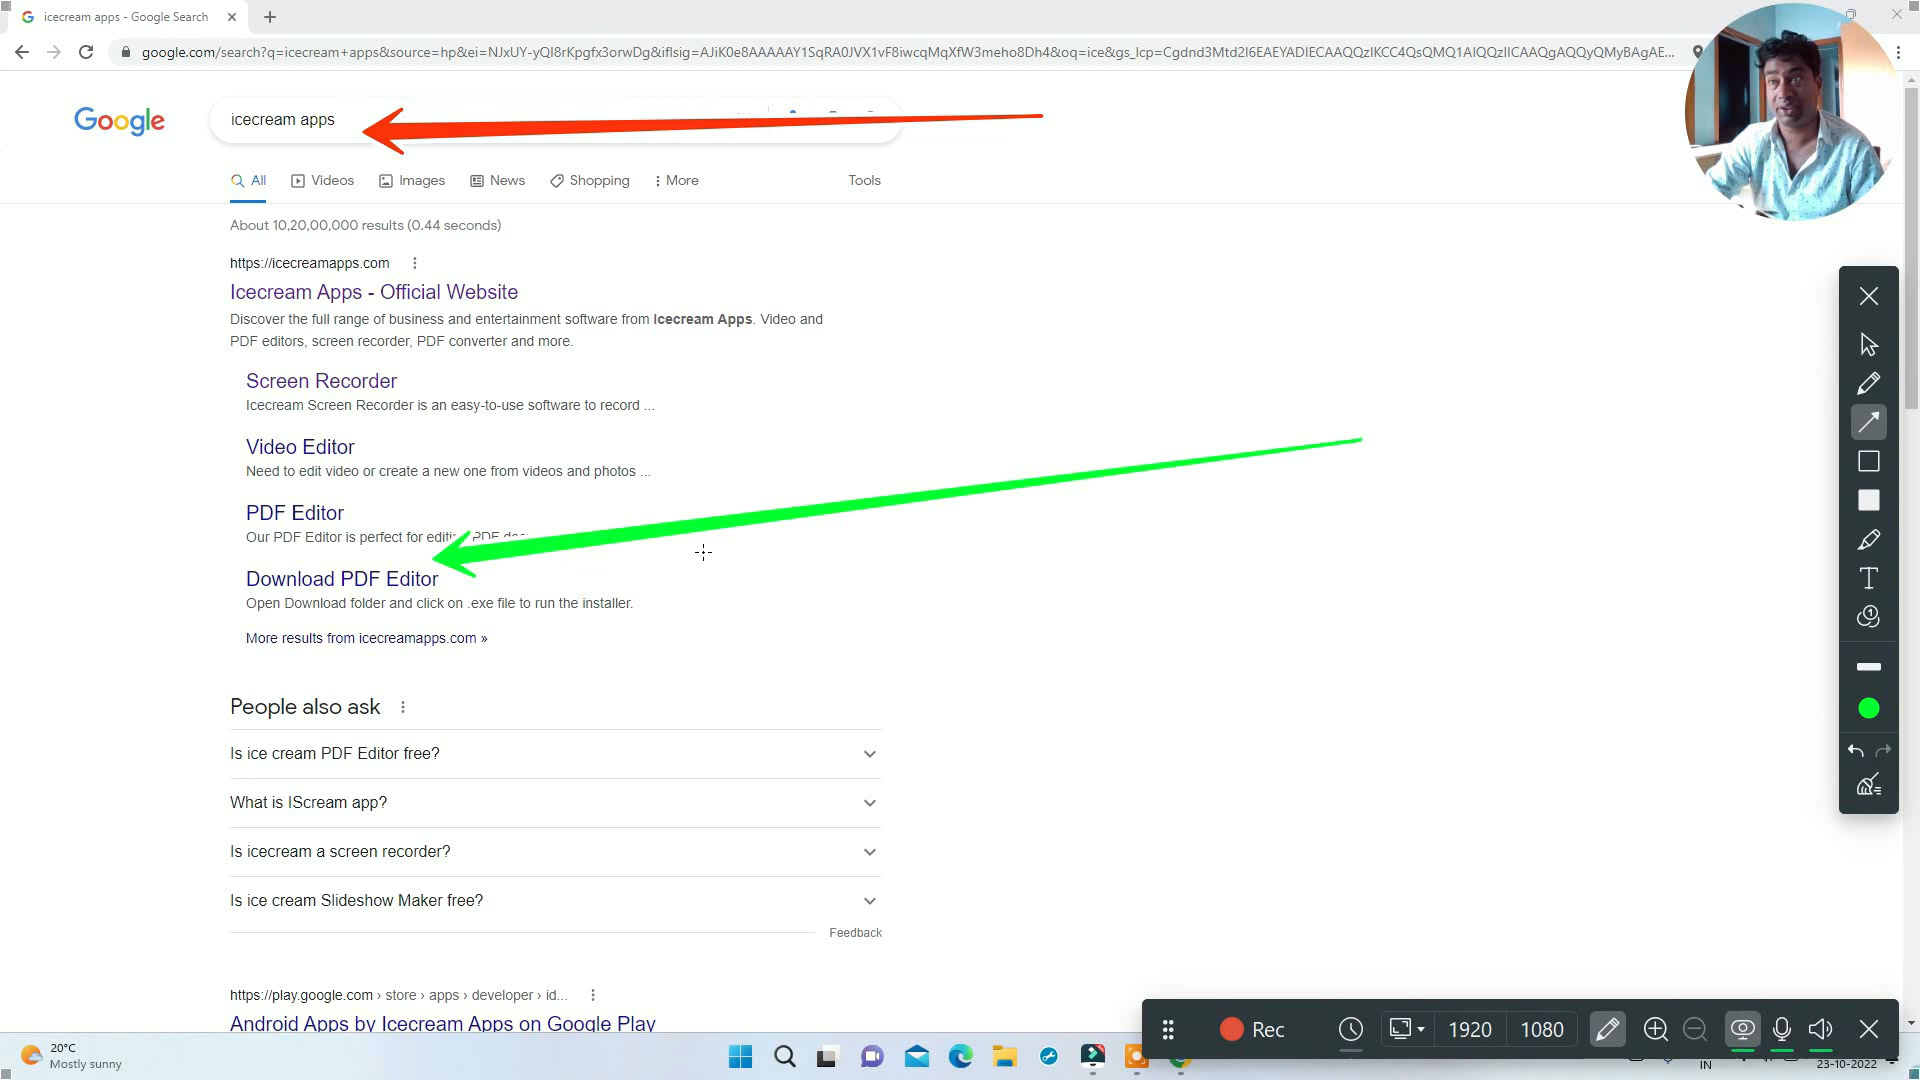 icecream apps - Google Search
google.com/search?q=icecream+apps&source=hp&ei=NJxUY-yQI8rKpgfx3orwDg&iflsig=AJiK0e8AAAAAY1SqRA0JVX1vF8iwcqMqXfW3meho8Dh4&oq=ice&gs_lcp=Cgdnd3Mtd2l6EAEYADIECAAQQzIKCC4QsQMQ1AIQQzIICAAQgAQQyQMyBAgAE...
Google
icecream apps
All Videos Images News Shopping More Tools
About 10,20,00,000 results (0.44 seconds)
https://icecreamapps.com
Icecream Apps - Official Website
Discover the full range of business and entertainment software from Icecream Apps. Video and
PDF editors, screen recorder, PDF converter and more.
Screen Recorder
Icecream Screen Recorder is an easy-to-use software to record ...
Video Editor
Need to edit video or create a new one from videos and photos ...
PDF Editor
Our PDF Editor is perfect for PDF
Download PDF Editor
Open Download folder and click on .exe file to run the installer.
More results from icecreamapps.com »
People also ask
Is ice cream PDF Editor free?
What is IScream app?
Is icecream a screen recorder?
Is ice cream Slideshow Maker free?
Feedback
https://play.google.com › store › apps › developer › id...
Android Apps by Icecream Apps on Google Play
Rec 1920 1080
20°C
Mostly sunny
IN
23-10-2022